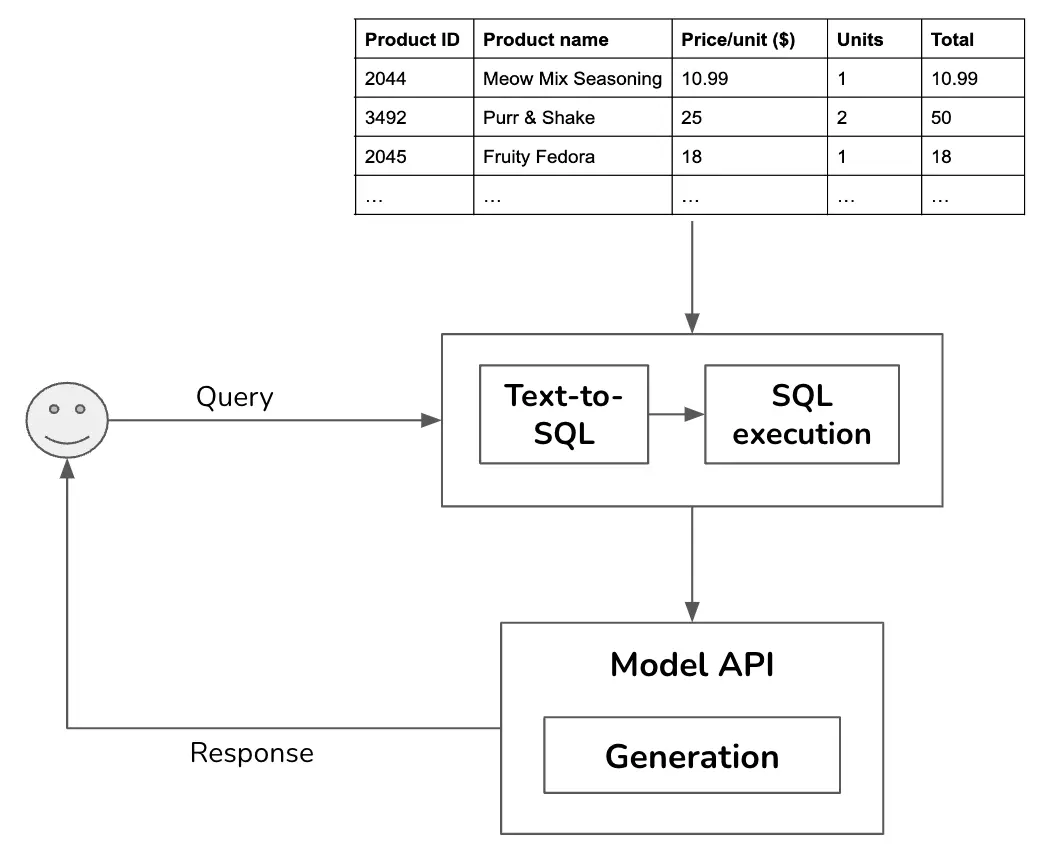 Product ID Product name Price/unit ($) Units Total
2044 Meow Mix Seasoning 10.99 1 10.99
3492 Purr & Shake 25 2 50
2045 Fruity Fedora 18 1 18
… … … … …
Query
Text-to-
SQL
SQL
execution
Model API
Generation
Response